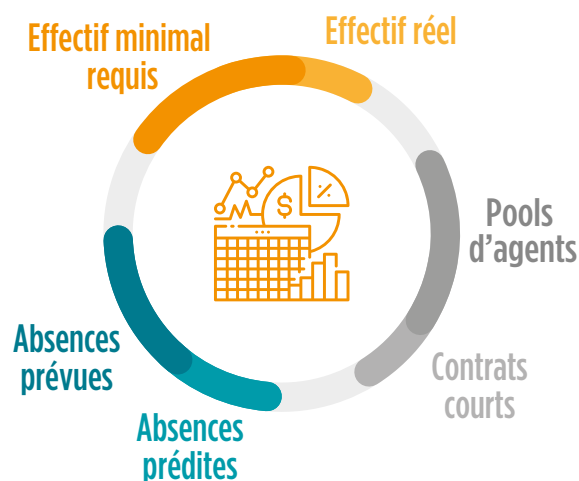 Effectif minimal
requis
Effectif réel
$
%
Pools
d'agents
Contrats
courts
Absences
prévues
Absences
prédites